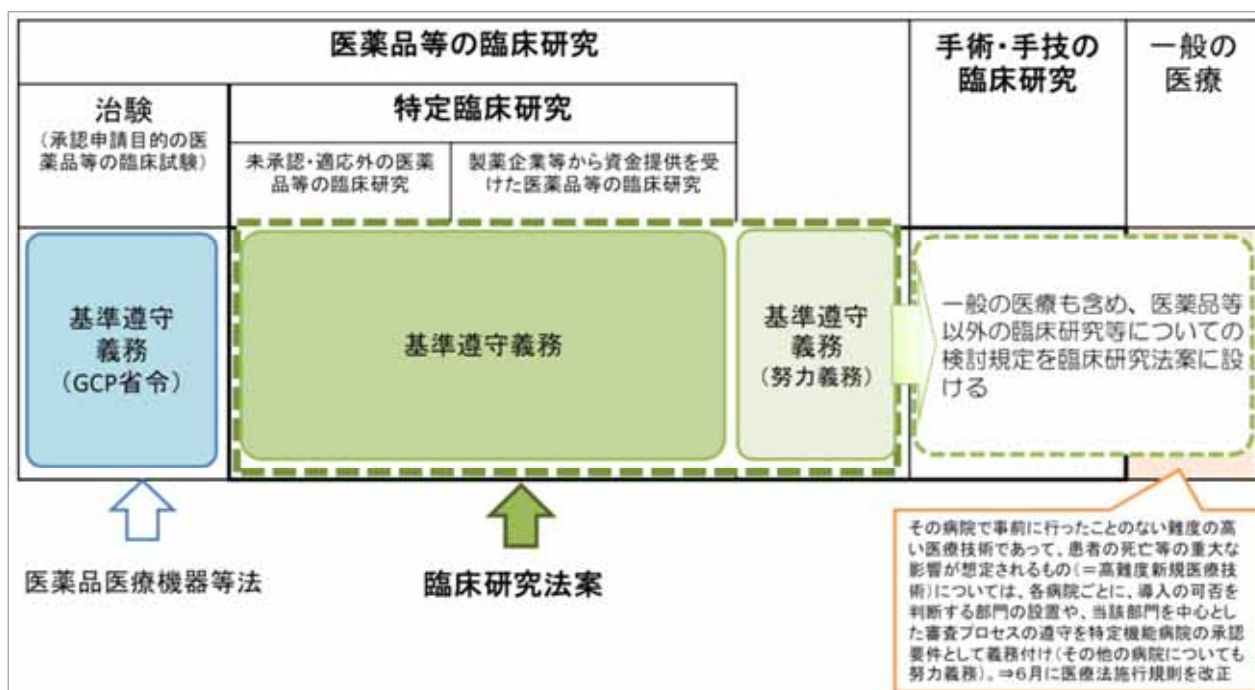 医薬品等の臨床研究
手術・手技の
臨床研究
一般の
医療
治験
(承認申請目的の医
薬品等の臨床試験)
特定臨床研究
未承認・適応外の医薬
品等の臨床研究
製薬企業等から資金提供を受
けた医薬品等の臨床研究
基準遵守
義務
(GCP省令)
基準遵守義務
基準遵守
義務
(努力義務)
一般の医療も含め、医薬品等
以外の臨床研究等についての
検討規定を臨床研究法案に設
ける
医薬品医療機器等法
臨床研究法案
その病院で事前に行ったことのない難度の高
い医療技術であって、患者の死亡等の重大な
影響が想定されるもの(=高難度新規医療技
術)については、各病院ごとに、導入の可否を
判断する部門の設置や、当該部門を中心とし
た審査プロセスの遵守を特定機能病院の承認
要件として義務付け(その他の病院についても
努力義務)。⇒6月に医療法施行規則を改正